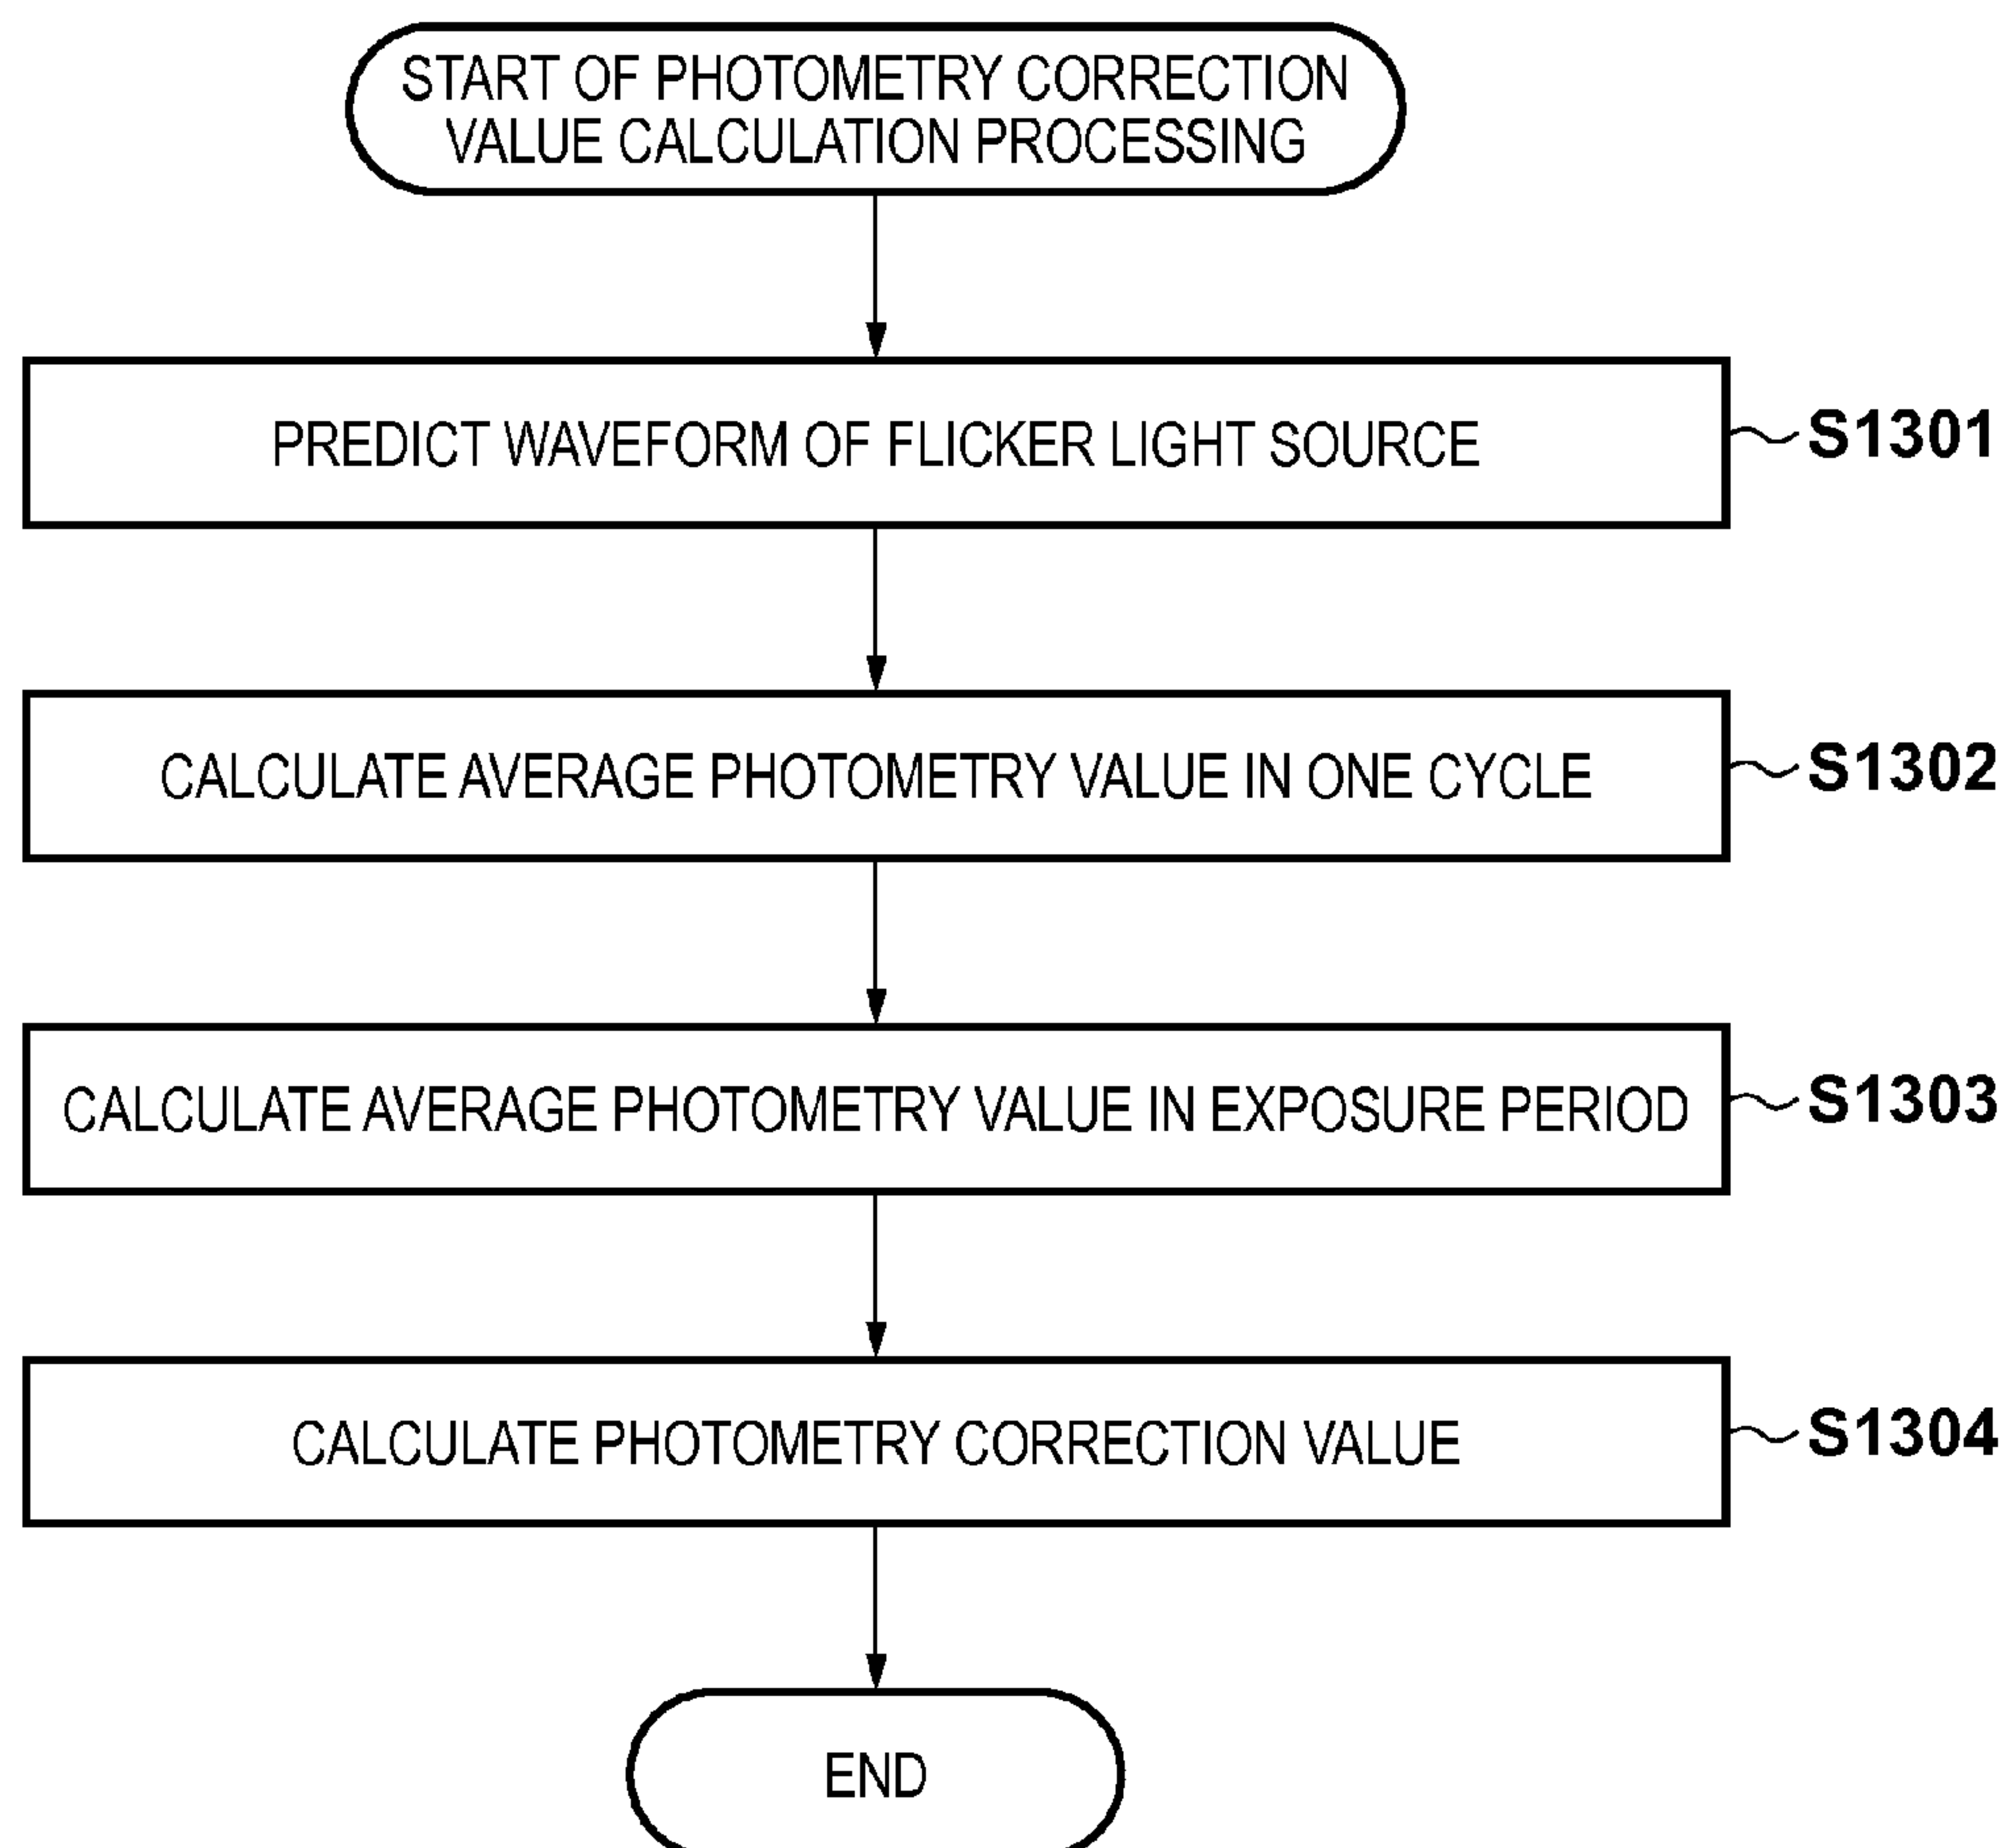 START OF PHOTOMETRY CORRECTION
VALUE CALCULATION PROCESSING
PREDICT WAVEFORM OF FLICKER LIGHT SOURCE
S1301
CALCULATE AVERAGE PHOTOMETRY VALUE IN ONE CYCLE
S1302
CALCULATE AVERAGE PHOTOMETRY VALUE IN EXPOSURE PERIOD
S1303
CALCULATE PHOTOMETRY CORRECTION VALUE
S1304
END